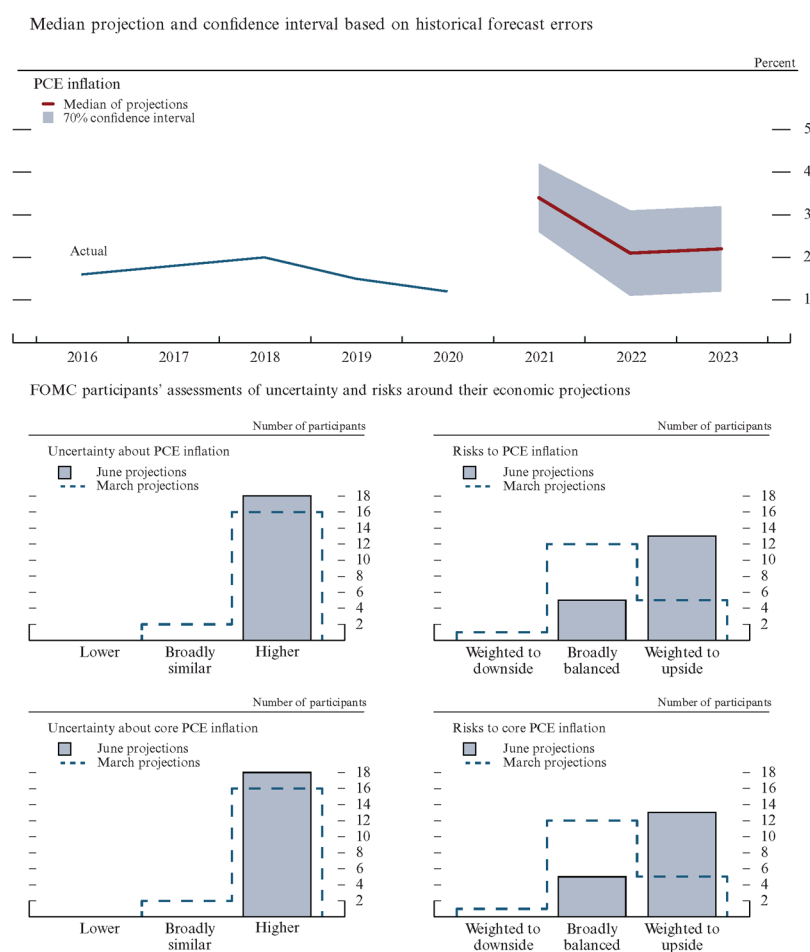 Median projection and confidence interval based on historical forecast errors
Percent
PCE inflation
Median of projections
70% confidence interval
5
4
3
2
1
Actual
2016 2017 2018 2019 2020 2021 2022 2023
FOMC participants’ assessments of uncertainty and risks around their economic projections
Number of participants
Uncertainty about PCE inflation
June projections
March projections
18
16
14
12
10
8
6
4
2
Lower Broadly similar Higher
Number of participants
Risks to PCE inflation
June projections
March projections
18
16
14
12
10
8
6
4
2
Weighted to downside Broadly balanced Weighted to upside
Number of participants
Uncertainty about core PCE inflation
June projections
March projections
18
16
14
12
10
8
6
4
2
Lower Broadly similar Higher
Number of participants
Risks to core PCE inflation
June projections
March projections
18
16
14
12
10
8
6
4
2
Weighted to downside Broadly balanced Weighted to upside